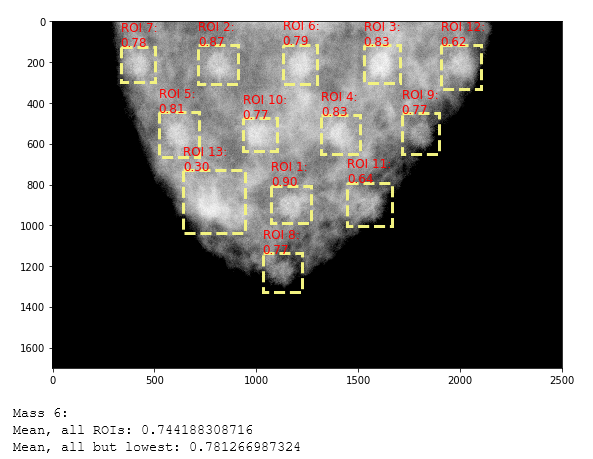 0
ROI 7:
0.78
ROI 2:
0.87
ROI 6:
0.79
ROI 3:
0.83
ROI 12
0.62
200
400
ROI 5:
0.81
ROI 10:
0.77
ROI 4:
0.83
ROI 9:
0.77
600
ROI 13:
0.30
ROI 1:
0.90
ROI 11:
0.64
800
1000
ROI 8:
0.77
1200
1400
1600
0 500 1000 1500 2000 2500
Mass 6:
Mean, all ROIs: 0.744188308716
Mean, all but lowest: 0.781266987324